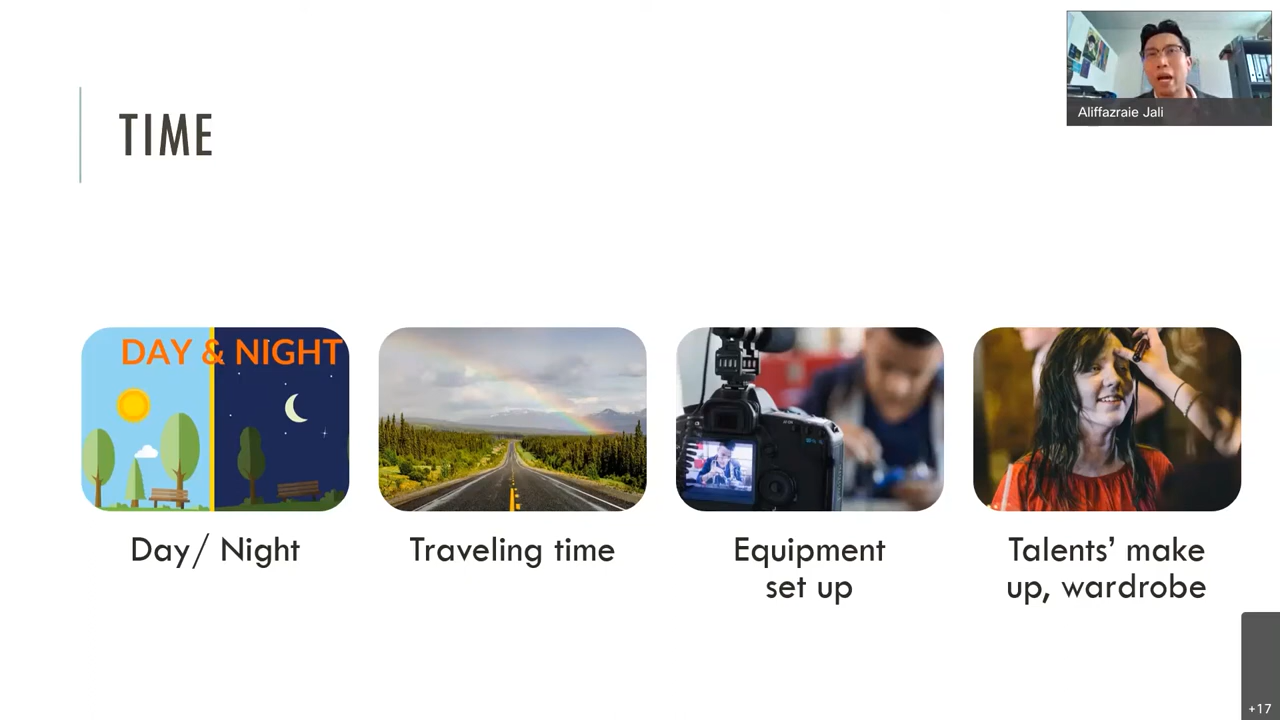 Aliffazraie Jali
TIME
DAY & NIGHT
Day/ Night
Traveling time
Equipment
set up
Talents’ make
up, wardrobe
+17